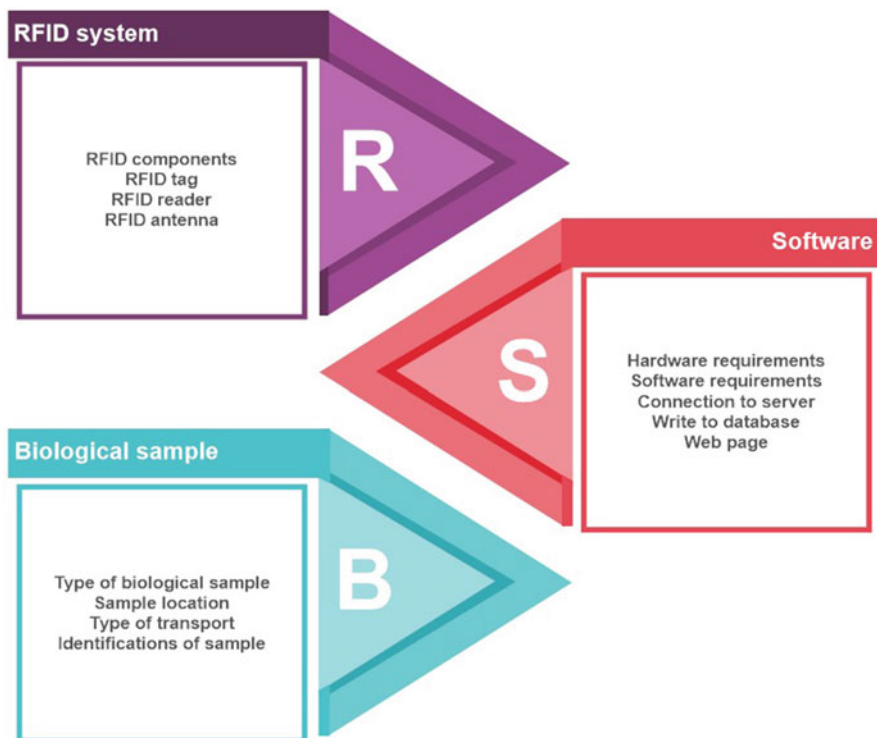 RFID system
RFID components
RFID tag
RFID reader
RFID antenna
R
Software
S
Hardware requirements
Software requirements
Connection to server
Write to database
Web page
Biological sample
Type of biological sample
Sample location
Type of transport
Identifications of sample
B